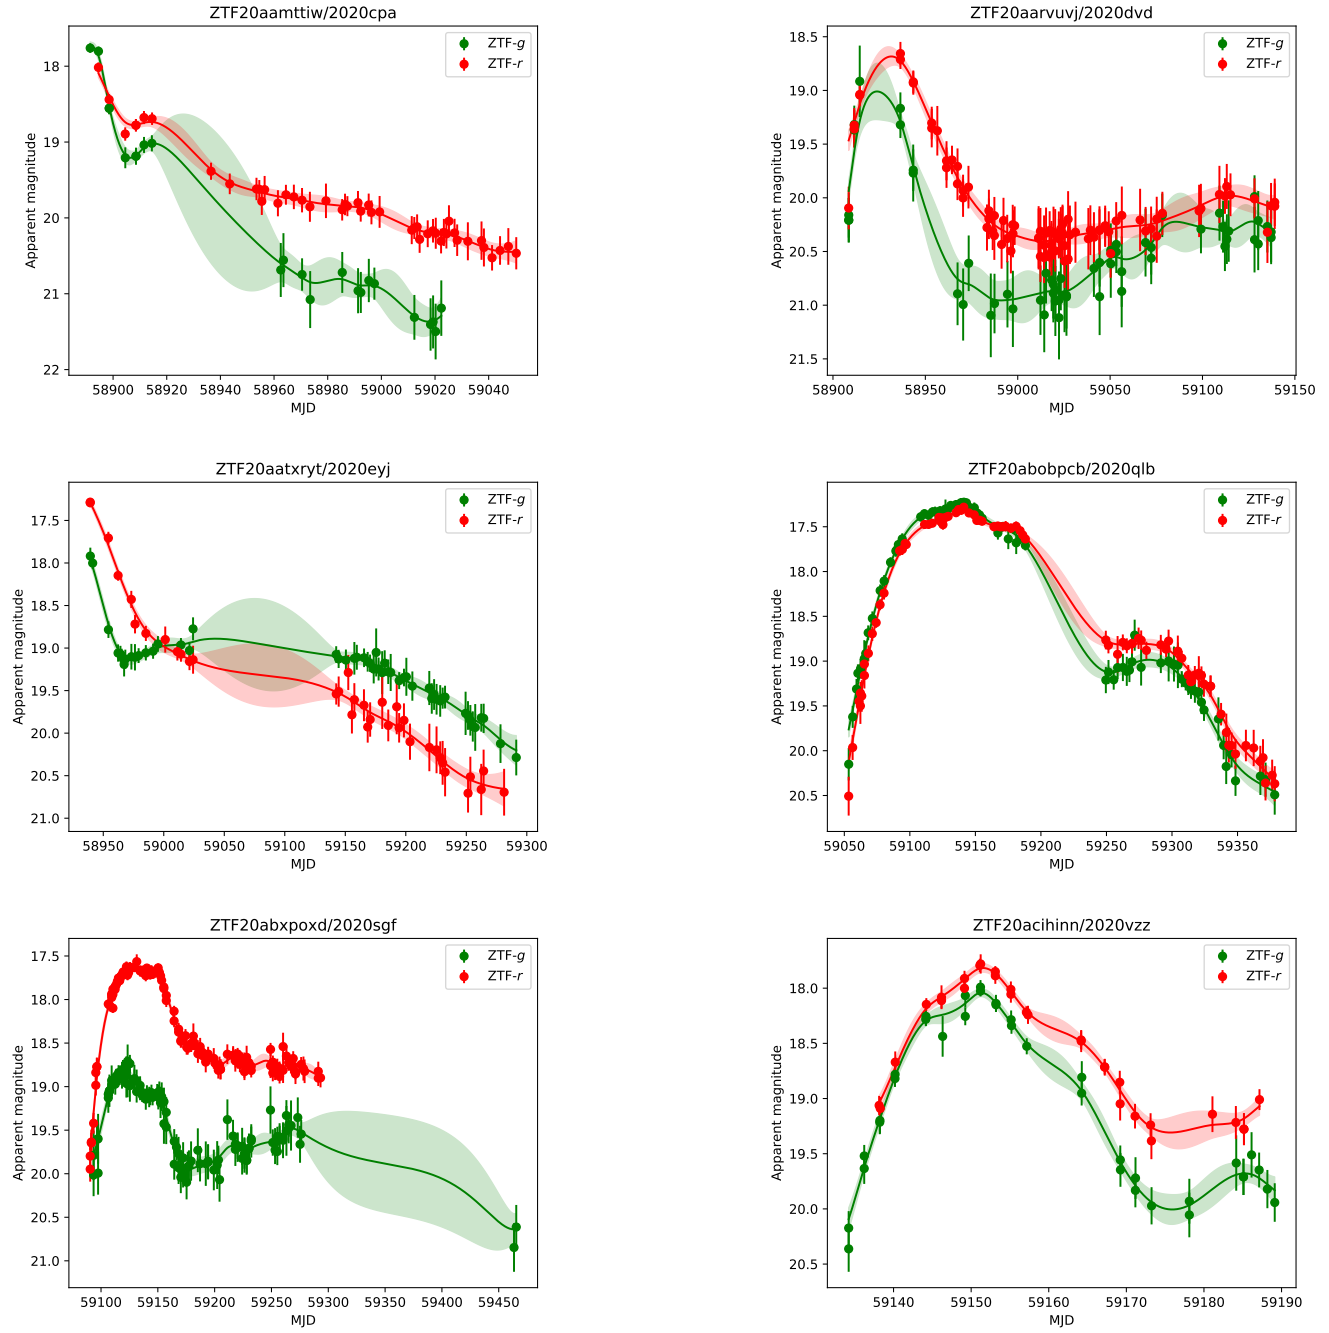 ZTF20aamttiw/2020cpa
ZTF-g
ZTF-r
18
19
20
21
22
Apparent magnitude
58900 58920 58940 58960 58980 59000 59020 59040
MJD
ZTF20aarvuvj/2020dvd
ZTF-g
ZTF-r
18.5
19.0
19.5
20.0
20.5
21.0
21.5
Apparent magnitude
58900 58950 59000 59050 59100 59150
MJD
ZTF20aatxryt/2020eyj
ZTF-g
ZTF-r
17.5
18.0
18.5
19.0
19.5
20.0
20.5
21.0
Apparent magnitude
58950 59000 59050 59100 59150 59200 59250 59300
MJD
ZTF20abobpcb/2020qlb
ZTF-g
ZTF-r
17.5
18.0
18.5
19.0
19.5
20.0
20.5
Apparent magnitude
59050 59100 59150 59200 59250 59300 59350
MJD
ZTF20abxpoxd/2020sgf
ZTF-g
ZTF-r
17.5
18.0
18.5
19.0
19.5
20.0
20.5
21.0
Apparent magnitude
59100 59150 59200 59250 59300 59350 59400 59450
MJD
ZTF20acihinn/2020vzz
ZTF-g
ZTF-r
18.0
18.5
19.0
19.5
20.0
20.5
Apparent magnitude
59140 59150 59160 59170 59180 59190
MJD